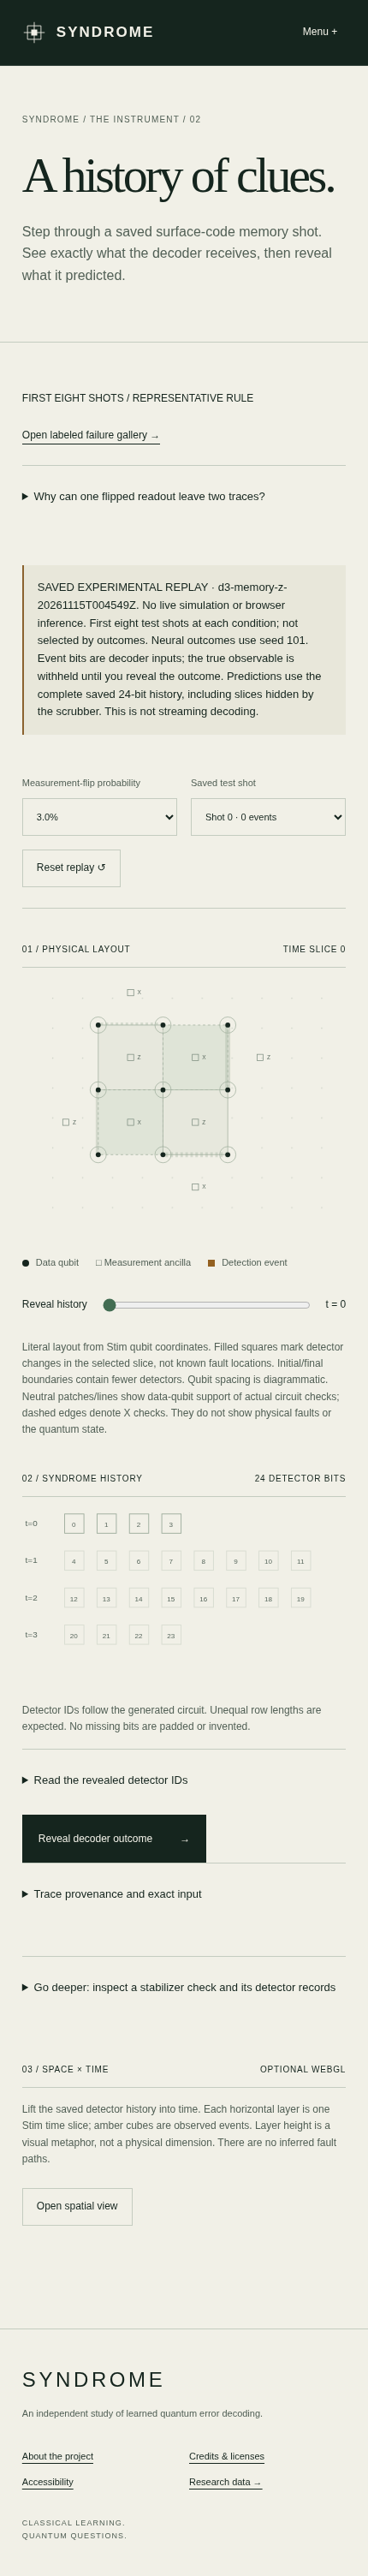 SYNDROME
Menu +
SYNDROME / THE INSTRUMENT / 02
A history of clues.
Step through a saved surface-code memory shot.
See exactly what the decoder receives, then reveal
what it predicted.
FIRST EIGHT SHOTS / REPRESENTATIVE RULE
Open labeled failure gallery →
▶ Why can one flipped readout leave two traces?
SAVED EXPERIMENTAL REPLAY · d3-memory-z-
20261115T004549Z. No live simulation or browser
inference. First eight test shots at each condition; not
selected by outcomes. Neutral outcomes use seed 101.
Event bits are decoder inputs; the true observable is
withheld until you reveal the outcome. Predictions use the
complete saved 24-bit history, including slices hidden by
the scrubber. This is not streaming decoding.
Measurement-flip probability
Saved test shot
3.0%
Shot 0 · 0 events
Reset replay ↺
01 / PHYSICAL LAYOUT
TIME SLICE 0
X
Z
X
Z
Z
X
Z
X
Data qubit
□ Measurement ancilla
Detection event
Reveal history
t = 0
Literal layout from Stim qubit coordinates. Filled squares mark detector
changes in the selected slice, not known fault locations. Initial/final
boundaries contain fewer detectors. Qubit spacing is diagrammatic.
Neutral patches/lines show data-qubit support of actual circuit checks;
dashed edges denote X checks. They do not show physical faults or
the quantum state.
02 / SYNDROME HISTORY
24 DETECTOR BITS
t=0 0 1 2 3
t=1 4 5 6 7 8 9 10 11
t=2 12 13 14 15 16 17 18 19
t=3 20 21 22 23
Detector IDs follow the generated circuit. Unequal row lengths are
expected. No missing bits are padded or invented.
▶ Read the revealed detector IDs
Reveal decoder outcome →
▶ Trace provenance and exact input
▶ Go deeper: inspect a stabilizer check and its detector records
03 / SPACE × TIME
OPTIONAL WEBGL
Lift the saved detector history into time. Each horizontal layer is one
Stim time slice; amber cubes are observed events. Layer height is a
visual metaphor, not a physical dimension. There are no inferred fault
paths.
Open spatial view
SYNDROME
An independent study of learned quantum error decoding.
About the project
Credits & licenses
Accessibility
Research data →
CLASSICAL LEARNING.
QUANTUM QUESTIONS.